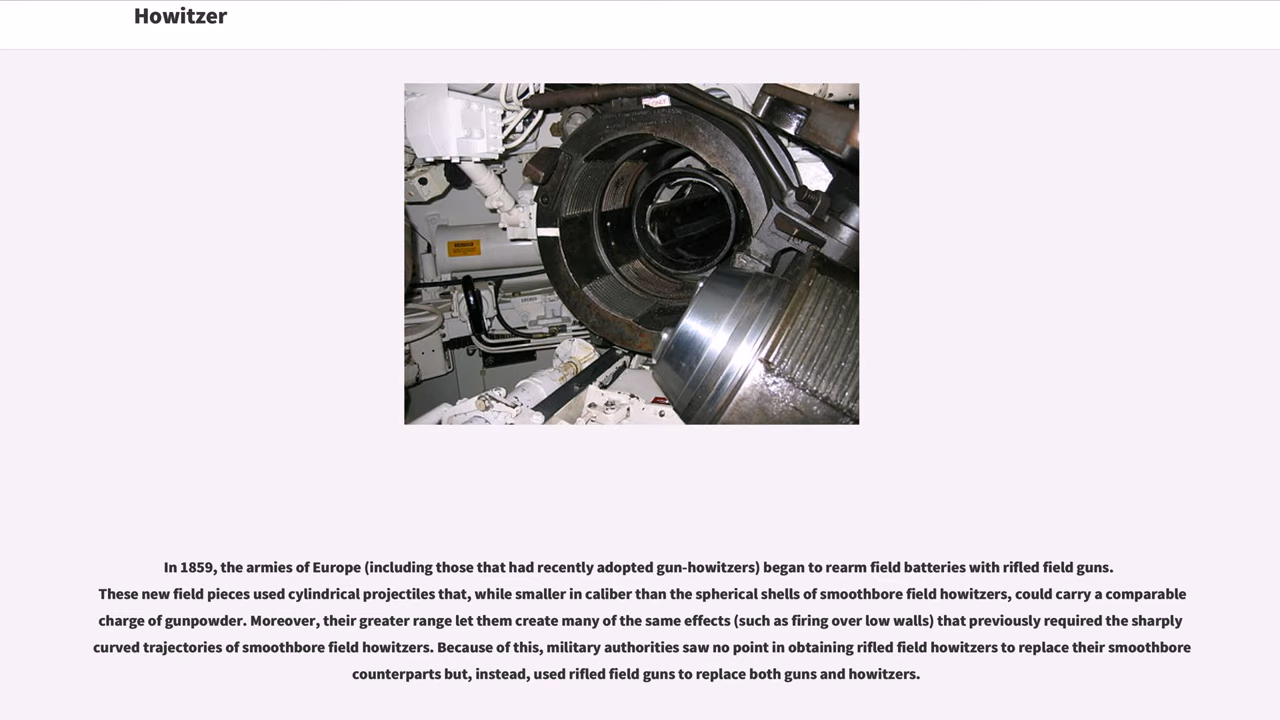 Howitzer
ONLY
In 1859, the armies of Europe (including those that had recently adopted gun-howitzers) began to rearm field batteries with rifled field guns.
These new field pieces used cylindrical projectiles that, while smaller in caliber than the spherical shells of smoothbore field howitzers, could carry a comparable
charge of gunpowder. Moreover, their greater range let them create many of the same effects (such as firing over low walls) that previously required the sharply
curved trajectories of smoothbore field howitzers. Because of this, military authorities saw no point in obtaining rifled field howitzers to replace their smoothbore
counterparts but, instead, used rifled field guns to replace both guns and howitzers.